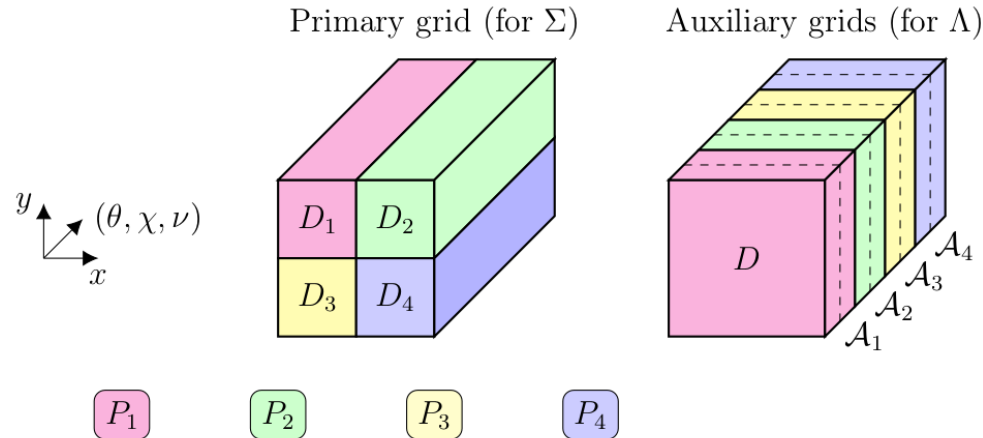 Primary grid (for Σ)
Auxiliary grids (for Λ)
y
(θ, χ, ν)
x
D₁
D₂
D₃
D₄
D
𝒜₄
𝒜₃
𝒜₂
𝒜₁
P₁
P₂
P₃
P₄